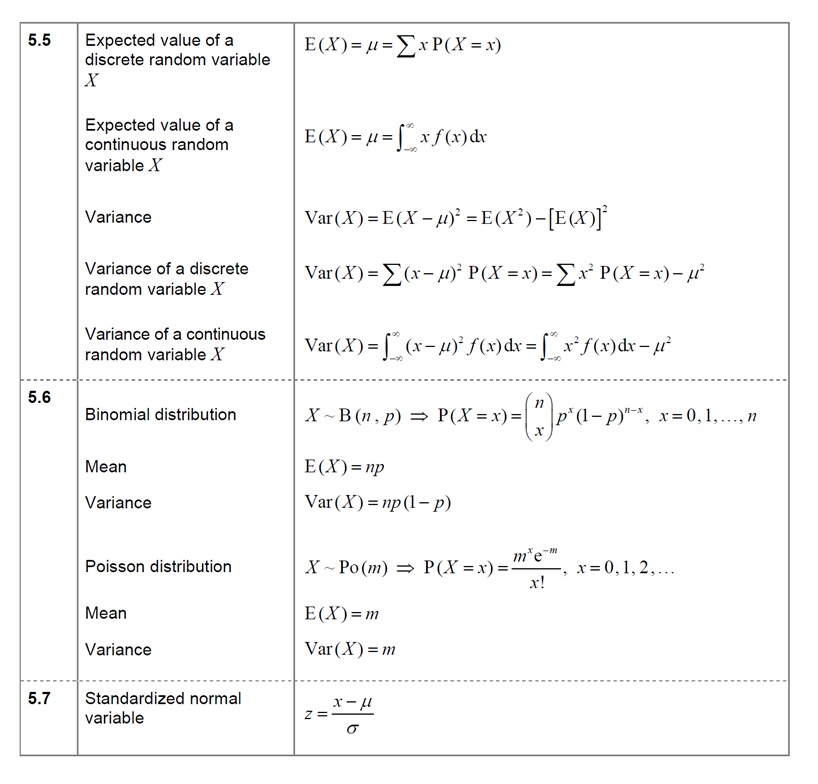 5.5 Expected value of a discrete random variable X E(X) = μ = ∑ x P(X = x)
Expected value of a continuous random variable X E(X) = μ = ∫_{-∞}^{∞} x f(x) dx
Variance Var(X) = E(X − μ)² = E(X²) − [E(X)]²
Variance of a discrete random variable X Var(X) = ∑(x − μ)² P(X = x) = ∑ x² P(X = x) − μ²
Variance of a continuous random variable X Var(X) = ∫_{-∞}^{∞} (x − μ)² f(x) dx = ∫_{-∞}^{∞} x² f(x) dx − μ²
5.6 Binomial distribution X ~ B(n, p) ⇒ P(X = x) = (n x) p^x (1 − p)^{n−x}, x = 0, 1, …, n
Mean E(X) = np
Variance Var(X) = np(1 − p)
Poisson distribution X ~ Po(m) ⇒ P(X = x) = m^x e^{−m} / x!, x = 0, 1, 2, …
Mean E(X) = m
Variance Var(X) = m
5.7 Standardized normal variable z = (x − μ) / σ